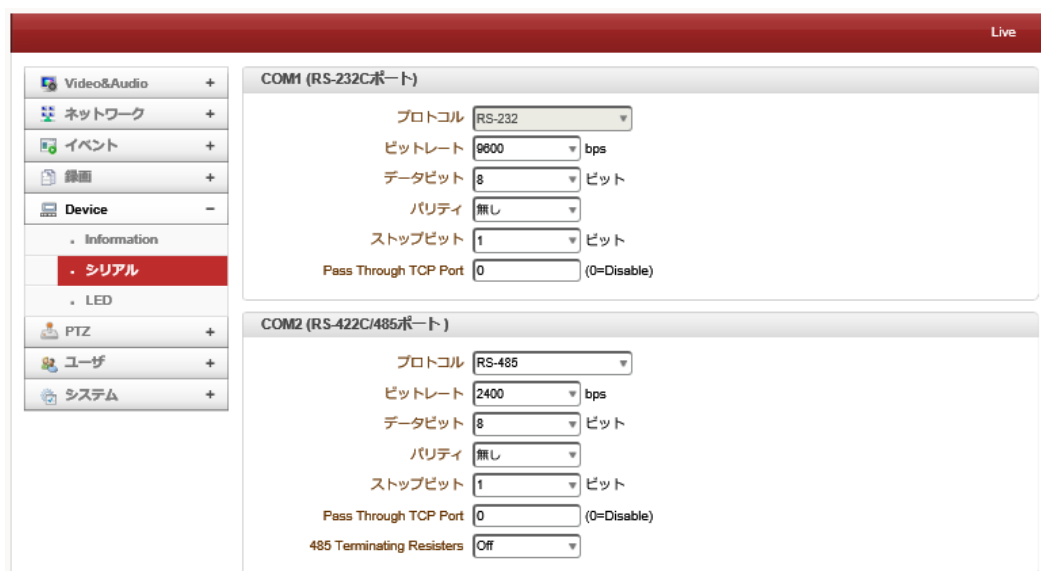 Live
Video&Audio +
ネットワーク +
イベント +
録画 +
Device −
Information
シリアル
LED
PTZ +
ユーザ +
システム +
COM1 (RS-232Cポート)
プロトコル RS-232
ビットレート 9600 bps
データビット 8 ビット
パリティ 無し
ストップビット 1 ビット
Pass Through TCP Port 0 (0=Disable)
COM2 (RS-422C/485ポート)
プロトコル RS-485
ビットレート 2400 bps
データビット 8 ビット
パリティ 無し
ストップビット 1 ビット
Pass Through TCP Port 0 (0=Disable)
485 Terminating Resisters Off